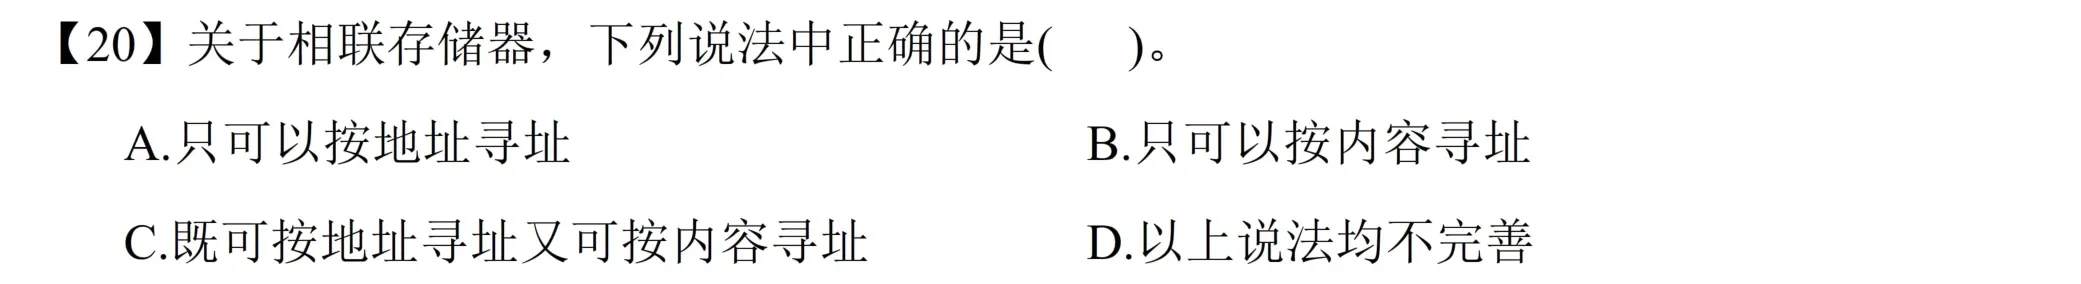 【20】关于相联存储器，下列说法中正确的是(　　)。
A.只可以按地址寻址　　B.只可以按内容寻址
C.既可按地址寻址又可按内容寻址　　D.以上说法均不完善